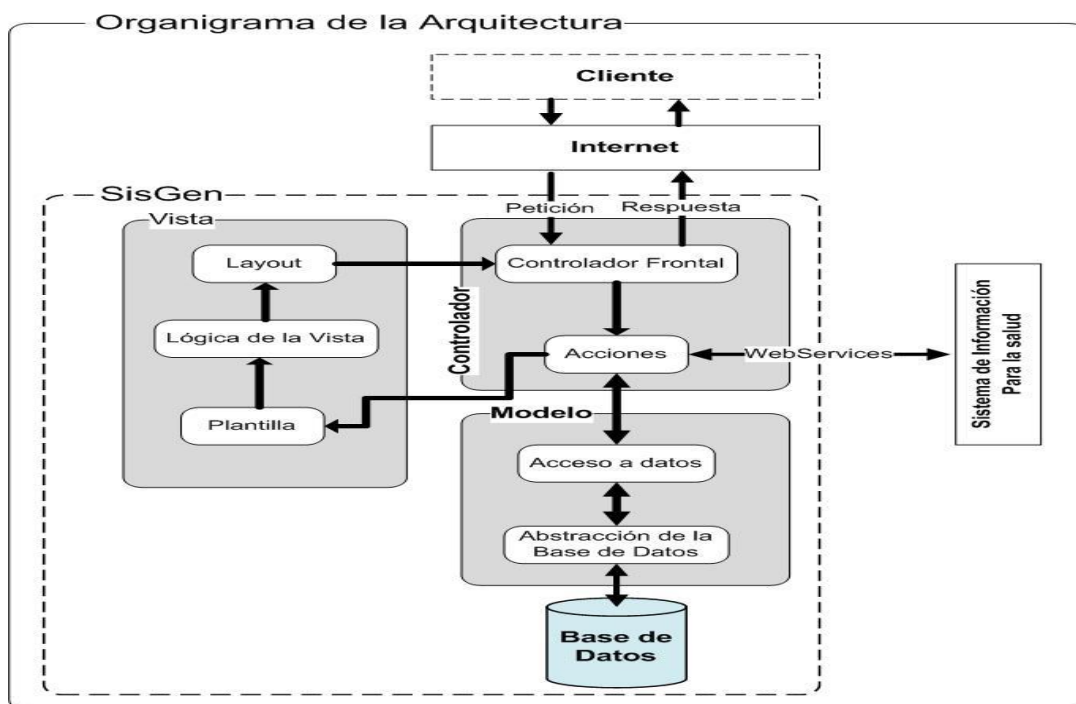 Organigrama de la Arquitectura
Cliente
Internet
SisGen
Petición
Respuesta
Vista
Layout
Controlador Frontal
Lógica de la Vista
Controlador
Acciones
WebServices
Sistema de Información
Para la salud
Plantilla
Modelo
Acceso a datos
Abstracción de la
Base de Datos
Base de
Datos